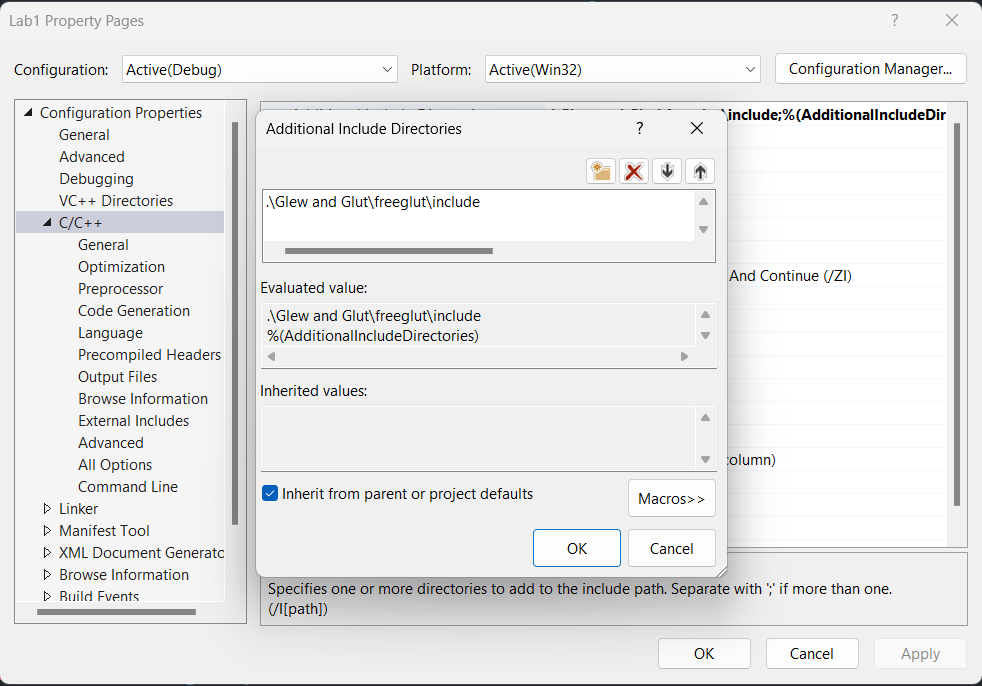 Lab1 Property Pages
?
Configuration:
Active(Debug)
Platform:
Active(Win32)
Configuration Manager...
Configuration Properties
General
Advanced
Debugging
VC++ Directories
C/C++
General
Optimization
Preprocessor
Code Generation
Language
Precompiled Headers
Output Files
Browse Information
External Includes
Advanced
All Options
Command Line
Linker
Manifest Tool
XML Document Generato
Browse Information
Build Events
\include;%(AdditionalIncludeDir
And Continue (/ZI)
column)
Additional Include Directories
?
.\Glew and Glut\freeglut\include
Evaluated value:
.\Glew and Glut\freeglut\include
%(AdditionalIncludeDirectories)
Inherited values:
Inherit from parent or project defaults
Macros>>
OK
Cancel
Specifies one or more directories to add to the include path. Separate with ';' if more than one.
(/I[path])
OK
Cancel
Apply